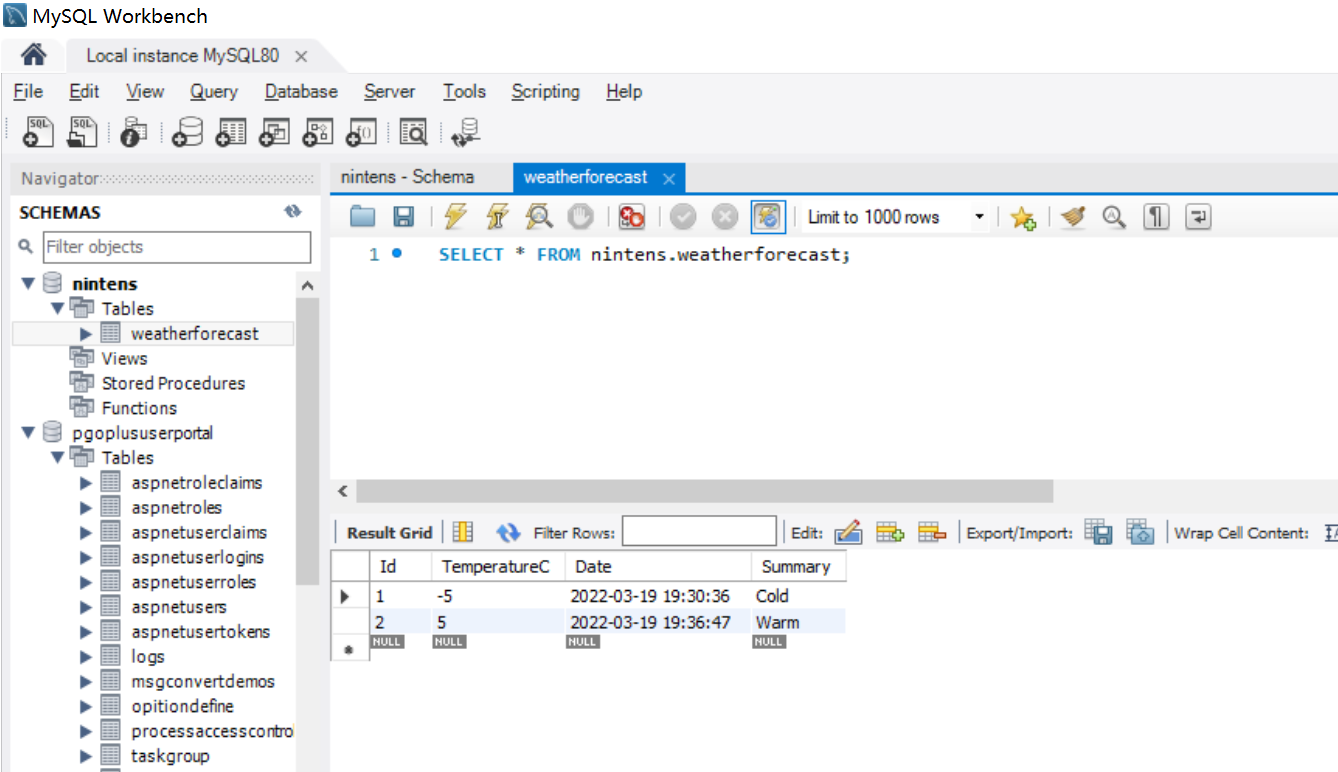 MySQL Workbench
Local instance MySQL80
File Edit View Query Database Server Tools Scripting Help
Navigator
SCHEMAS
Filter objects
nintens
Tables
weatherforecast
Views
Stored Procedures
Functions
pgoplususerportal
Tables
aspnetroleclaims
aspnetroles
aspnetuserclaims
aspnetuserlogins
aspnetuserroles
aspnetusers
aspnetusertokens
logs
msgconvertdemos
opitiondefine
processaccesscontro
taskgroup
nintens - Schema weatherforecast
Limit to 1000 rows
1 SELECT * FROM nintens.weatherforecast;
Result Grid Filter Rows: Edit: Export/Import: Wrap Cell Content:
Id TemperatureC Date Summary
1 -5 2022-03-19 19:30:36 Cold
2 5 2022-03-19 19:36:47 Warm
NULL NULL NULL NULL